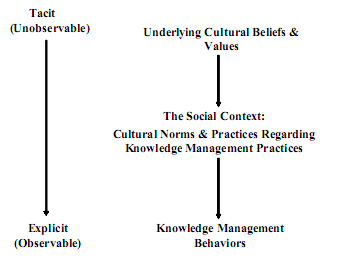 Tacit
(Unobservable)
Underlying Cultural Beliefs &
Values
The Social Context:
Cultural Norms & Practices Regarding
Knowledge Management Practices
Explicit
(Observable)
Knowledge Management
Behaviors